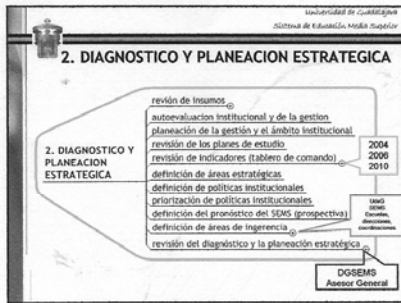 Universidad de Guadalajara
Sistema de Educación Media Superior
2. DIAGNOSTICO Y PLANEACION ESTRATEGICA
2. DIAGNOSTICO Y
PLANEACION
ESTRATEGICA
revión de insumos
autoevaluacion institucional y de la gestion
planeación de la gestión y el ámbito institucional
revisión de los planes de estudio
revisión de indicadores (tablero de comando)
definición de áreas estratégicas
definición de políticas institucionales
priorización de políticas institucionales
definición del pronóstico del SEMS (prospectiva)
definición de áreas de ingerencia
revisión del diagnóstico y la planeación estratégica
2004
2006
2010
UdeG
SEMS
Escuelas,
direcciones,
coordinaciones
DGSEMS
Asesor General